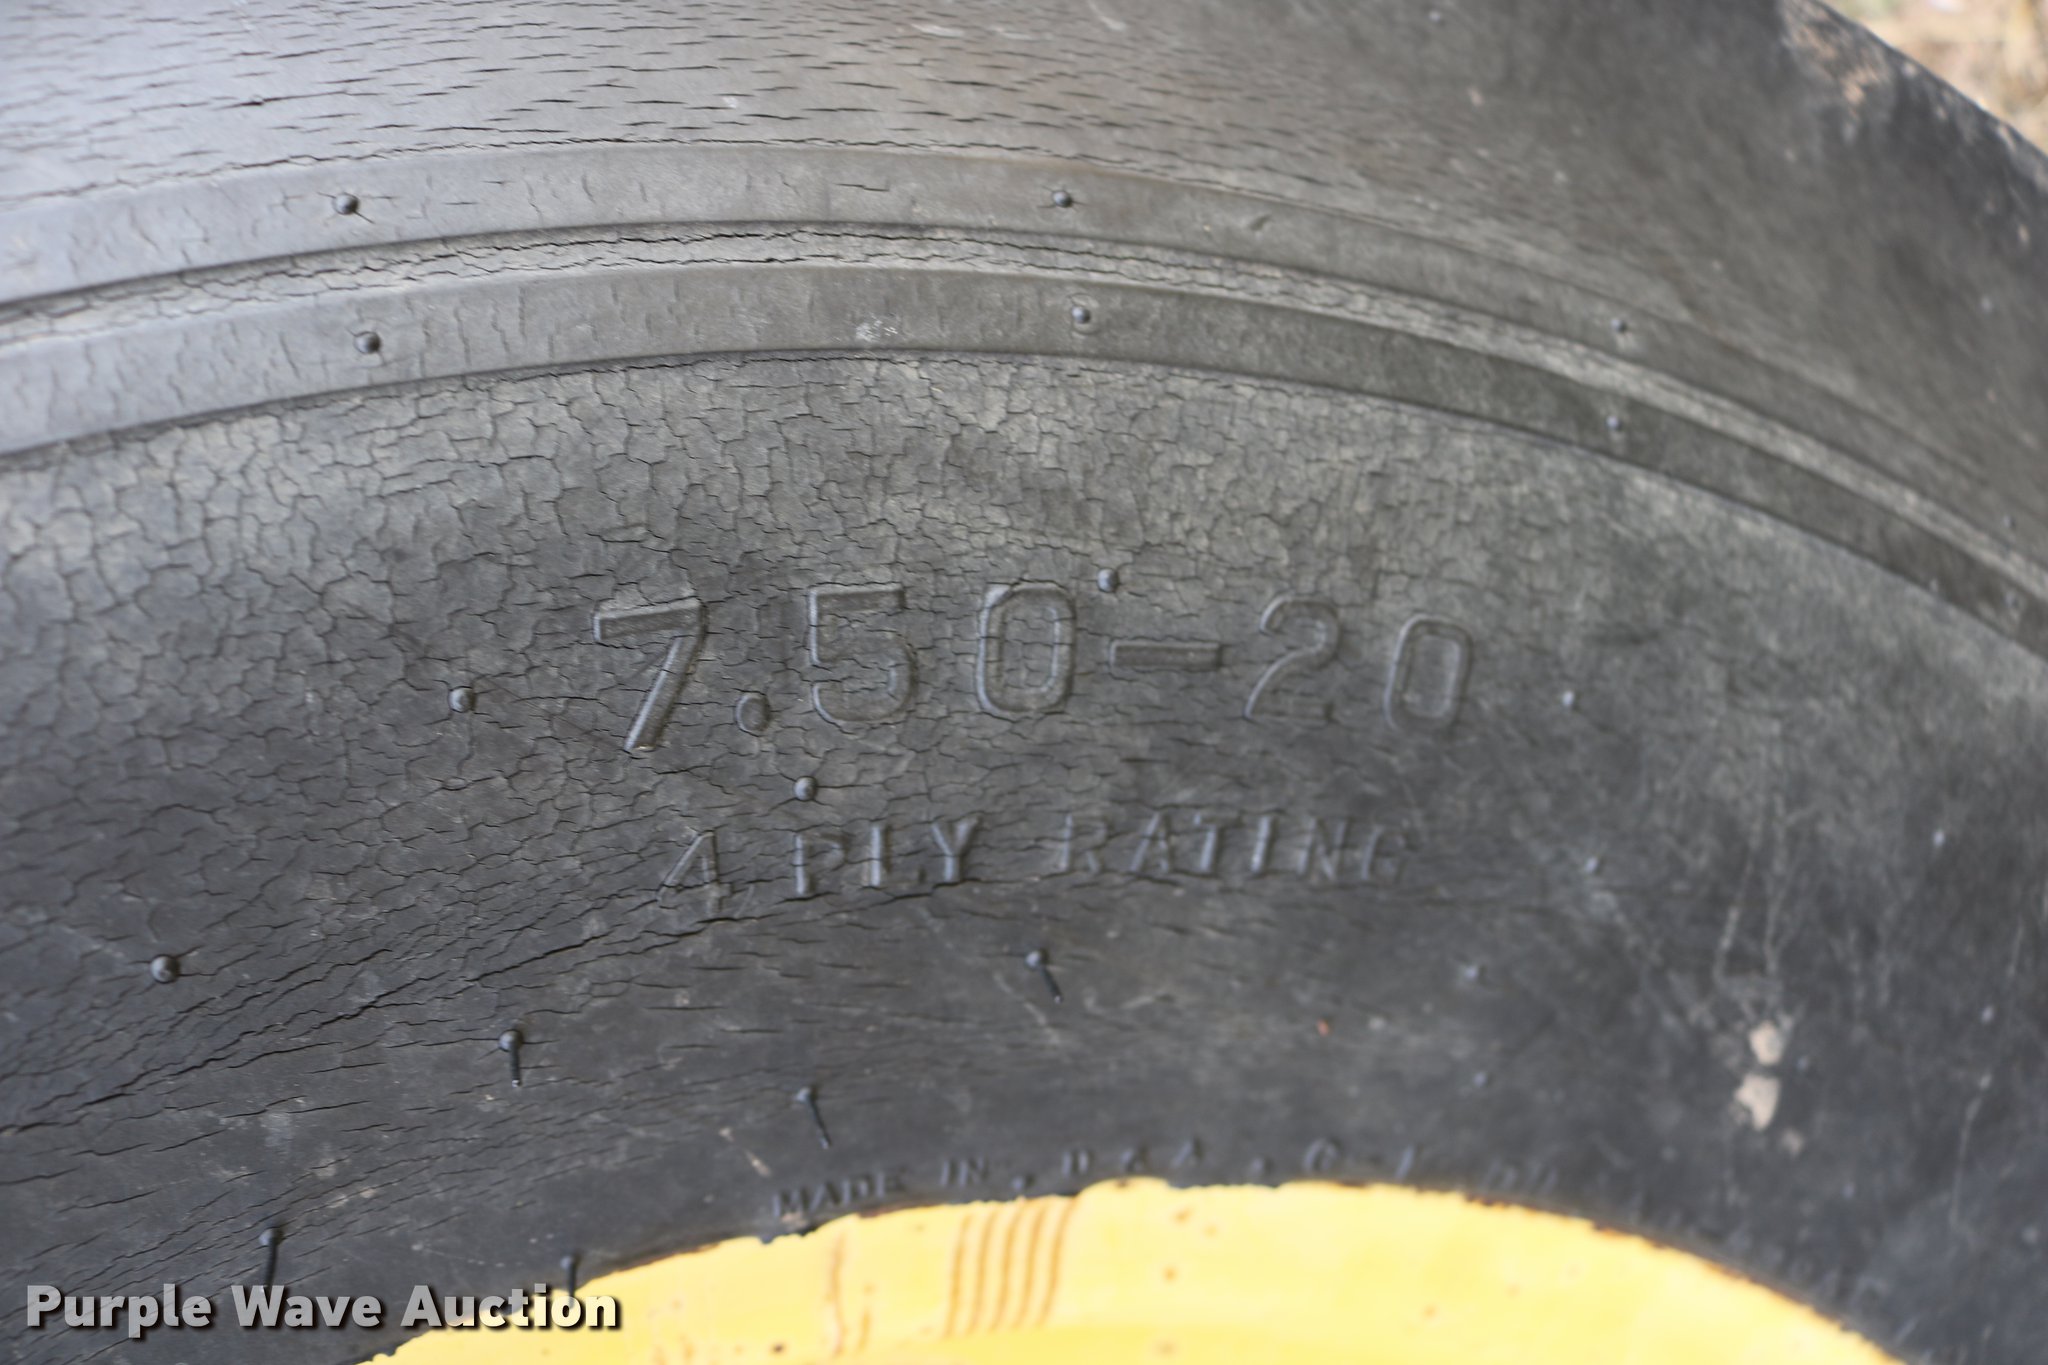 7.50-20
4 PLY RATING
MADE IN
Purple Wave Auction